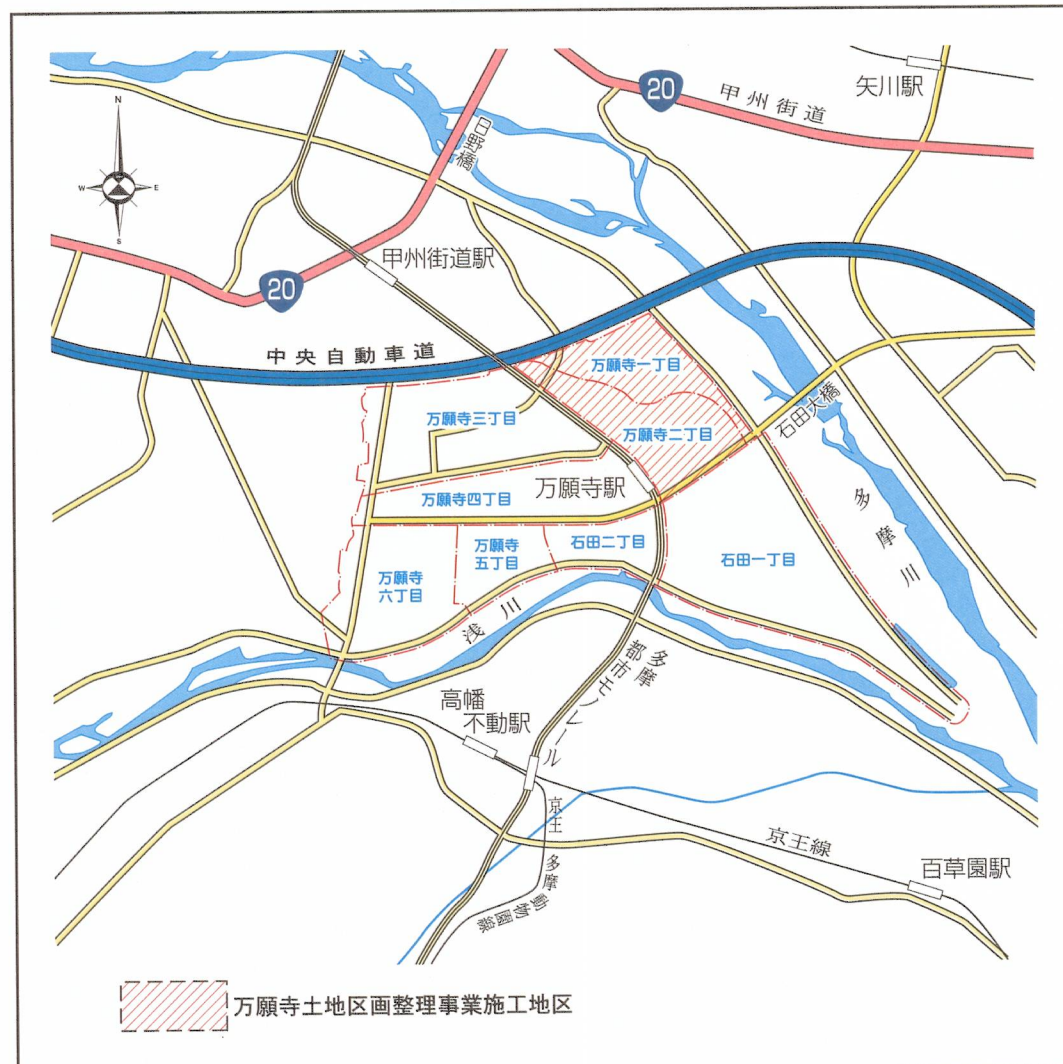 矢川駅
20
甲州街道
日野橋
N
W
E
S
甲州街道駅
20
中央自動車道
万願寺一丁目
万願寺三丁目
万願寺二丁目
石田大橋
万願寺駅
万願寺四丁目
多摩川
万願寺
五丁目
石田二丁目
石田一丁目
万願寺
六丁目
浅川
多摩
都市モノレール
高幡
不動駅
京王
多摩動物園線
京王線
百草園駅
万願寺土地区画整理事業施工地区